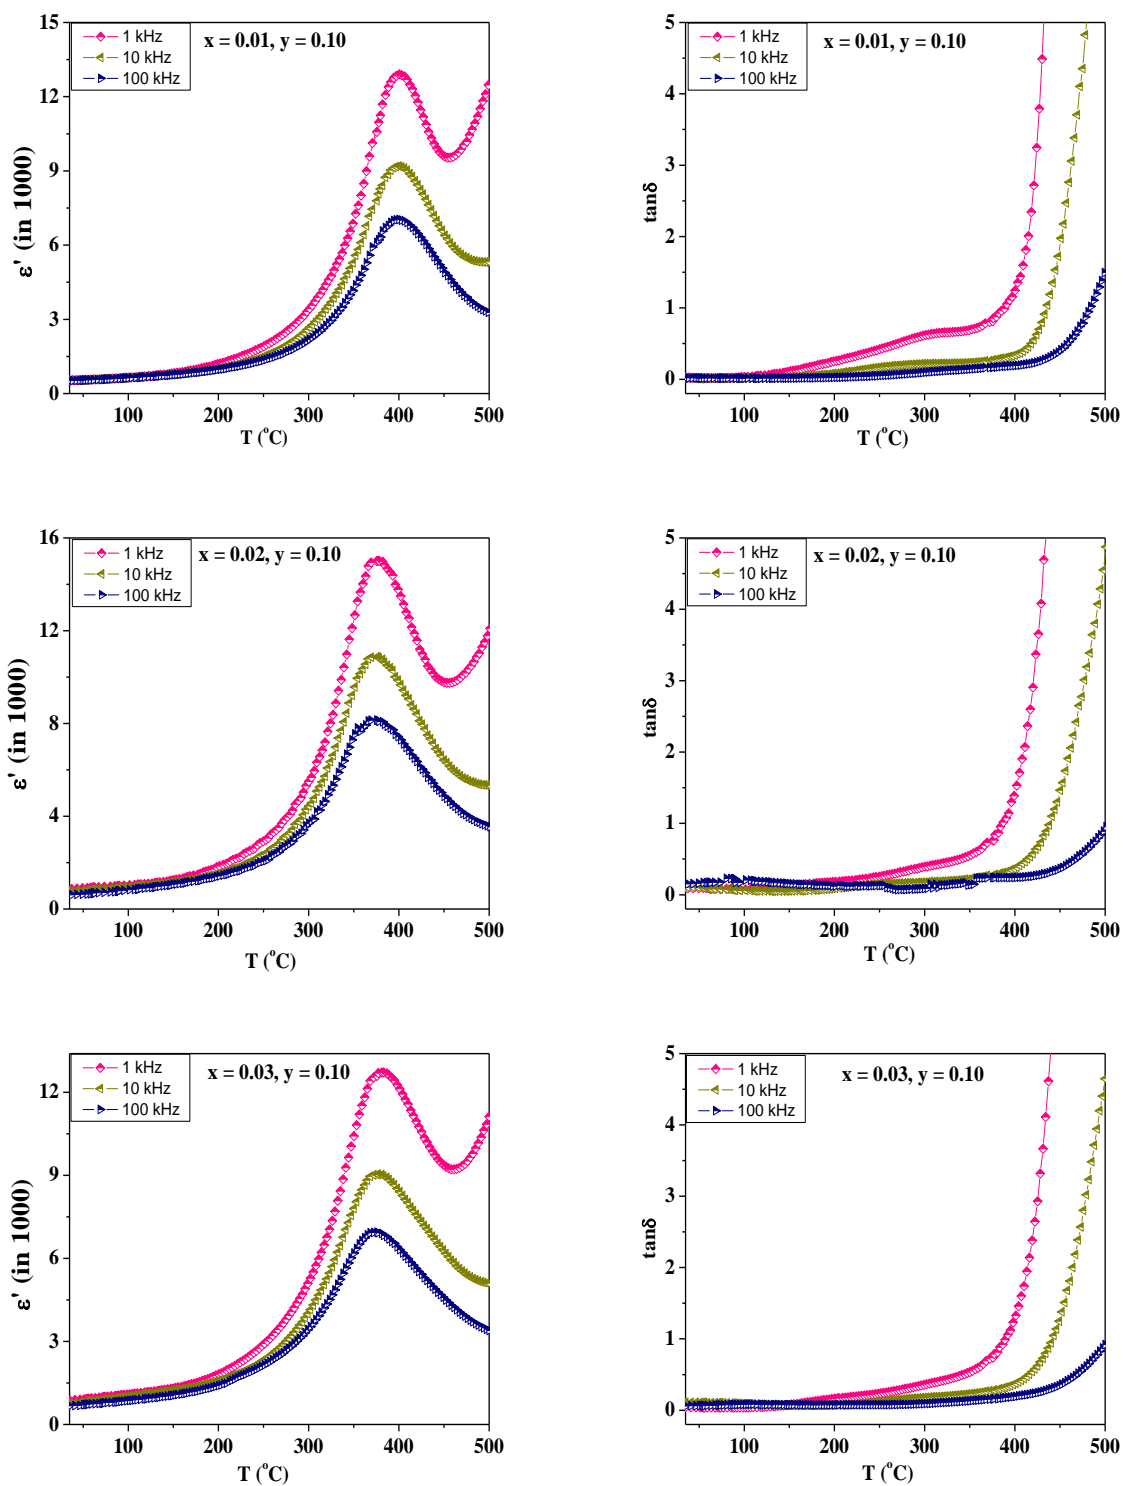 15
12
9
6
3
0
ε' (in 1000)
1 kHz
10 kHz
100 kHz
x = 0.01, y = 0.10
100 200 300 400 500
T (°C)
5
4
3
2
1
0
tanδ
1 kHz
10 kHz
100 kHz
x = 0.01, y = 0.10
100 200 300 400 500
T (°C)
16
12
8
4
0
ε' (in 1000)
1 kHz
10 kHz
100 kHz
x = 0.02, y = 0.10
100 200 300 400 500
T (°C)
5
4
3
2
1
0
tanδ
1 kHz
10 kHz
100 kHz
x = 0.02, y = 0.10
100 200 300 400 500
T (°C)
12
9
6
3
0
ε' (in 1000)
1 kHz
10 kHz
100 kHz
x = 0.03, y = 0.10
100 200 300 400 500
T (°C)
5
4
3
2
1
0
tanδ
1 kHz
10 kHz
100 kHz
x = 0.03, y = 0.10
100 200 300 400 500
T (°C)